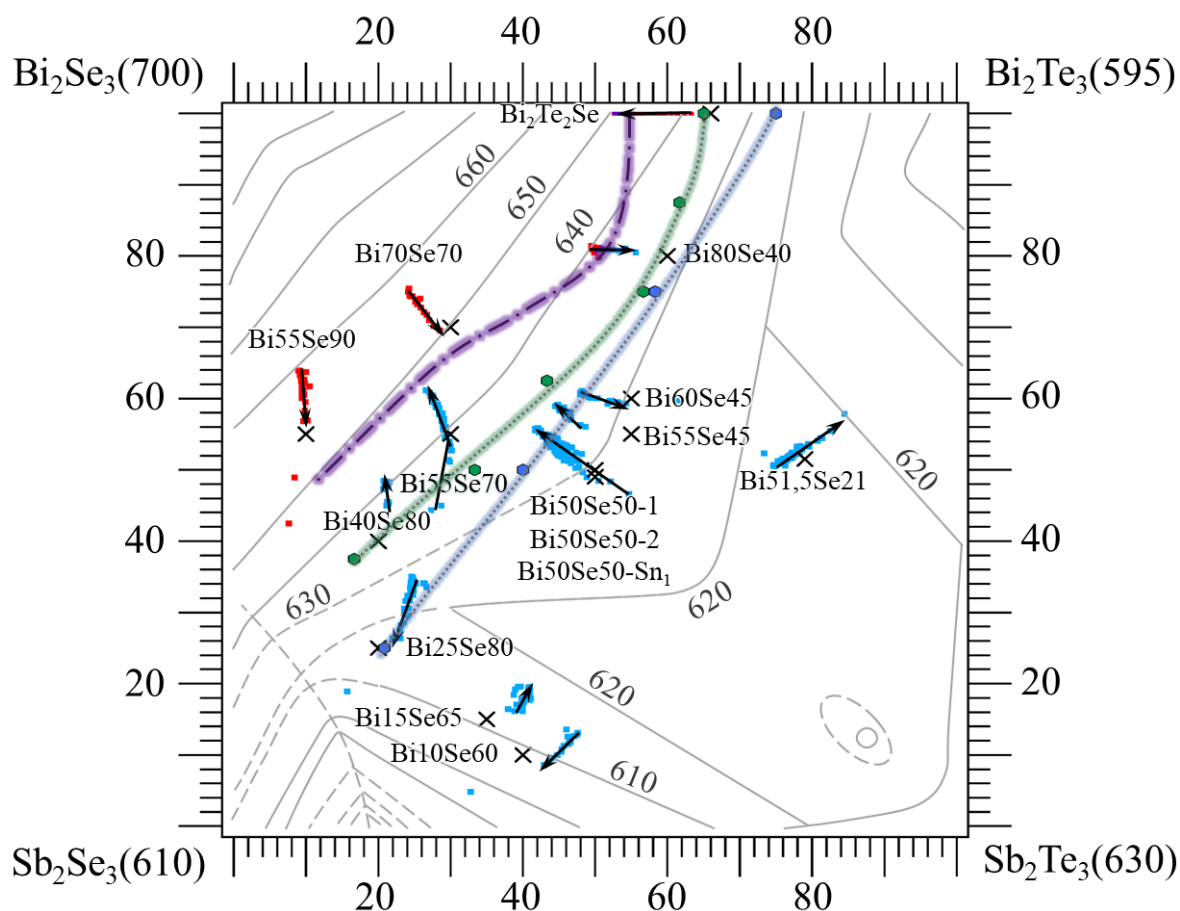 20 40 60 80
Bi₂Se₃(700) Bi₂Te₃(595)
Bi₂Te₂Se
660
650
640
80 Bi70Se70 Bi80Se40 80
Bi55Se90
60 Bi60Se45 60
Bi55Se45
620
Bi55Se70 Bi51,5Se21
Bi50Se50-1
Bi40Se80
40 Bi50Se50-2 40
Bi50Se50-Sn₁
630 620
Bi25Se80
20 620 20
Bi15Se65
Bi10Se60
610
Sb₂Se₃(610) Sb₂Te₃(630)
20 40 60 80